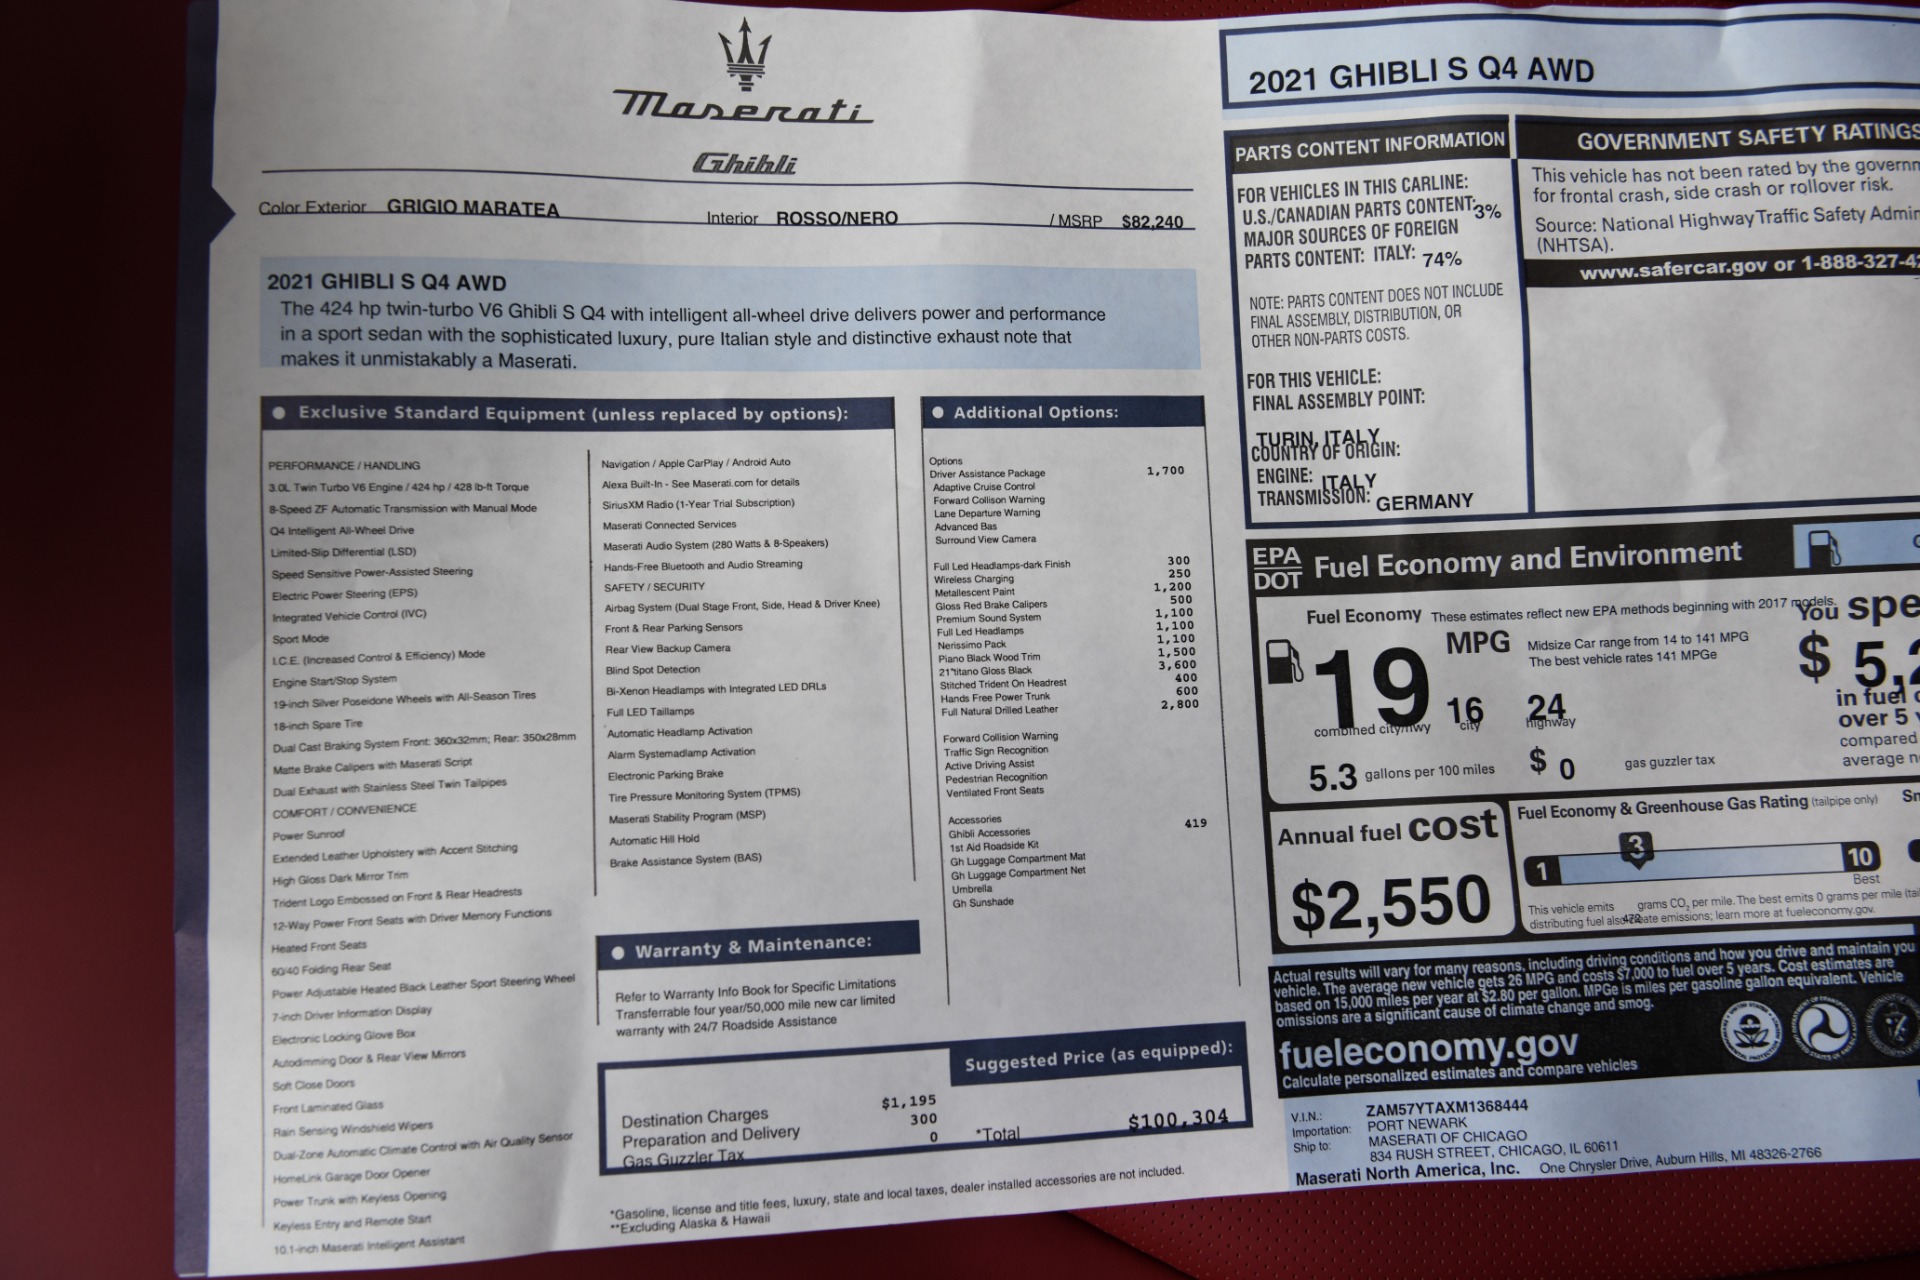 Maserati
Ghibli
Color Exterior GRIGIO MARATEA Interior ROSSO/NERO / MSRP $82,240
2021 GHIBLI S Q4 AWD
The 424 hp twin-turbo V6 Ghibli S Q4 with intelligent all-wheel drive delivers power and performance
in a sport sedan with the sophisticated luxury, pure Italian style and distinctive exhaust note that
makes it unmistakably a Maserati.
Exclusive Standard Equipment (unless replaced by options):
PERFORMANCE / HANDLING
3.0L Twin Turbo V6 Engine / 424 hp / 428 lb-ft Torque
8-Speed ZF Automatic Transmission with Manual Mode
Q4 Intelligent All-Wheel Drive
Limited-Slip Differential (LSD)
Speed Sensitive Power-Assisted Steering
Electric Power Steering (EPS)
Integrated Vehicle Control (IVC)
Sport Mode
I.C.E. (Increased Control & Efficiency) Mode
Engine Start/Stop System
19-inch Silver Poseidone Wheels with All-Season Tires
18-inch Spare Tire
Dual Cast Braking System Front: 360x32mm; Rear: 350x28mm
Matte Brake Calipers with Maserati Script
Dual Exhaust with Stainless Steel Twin Tailpipes
COMFORT / CONVENIENCE
Power Sunroof
Extended Leather Upholstery with Accent Stitching
High Gloss Dark Mirror Trim
Trident Logo Embossed on Front & Rear Headrests
12-Way Power Front Seats with Driver Memory Functions
Heated Front Seats
60/40 Folding Rear Seat
Power Adjustable Heated Black Leather Sport Steering Wheel
7-inch Driver Information Display
Electronic Locking Glove Box
Autodimming Door & Rear View Mirrors
Soft Close Doors
Front Laminated Glass
Rain Sensing Windshield Wipers
Dual-Zone Automatic Climate Control with Air Quality Sensor
HomeLink Garage Door Opener
Power Trunk with Keyless Opening
Keyless Entry and Remote Start
10.1-inch Maserati Intelligent Assistant
Navigation / Apple CarPlay / Android Auto
Alexa Built-In - See Maserati.com for details
SiriusXM Radio (1-Year Trial Subscription)
Maserati Connected Services
Maserati Audio System (280 Watts & 8-Speakers)
Hands-Free Bluetooth and Audio Streaming
SAFETY / SECURITY
Airbag System (Dual Stage Front, Side, Head & Driver Knee)
Front & Rear Parking Sensors
Rear View Backup Camera
Blind Spot Detection
Bi-Xenon Headlamps with Integrated LED DRLs
Full LED Taillamps
Automatic Headlamp Activation
Alarm Systemadlamp Activation
Electronic Parking Brake
Tire Pressure Monitoring System (TPMS)
Maserati Stability Program (MSP)
Automatic Hill Hold
Brake Assistance System (BAS)
Additional Options:
Options
Driver Assistance Package 1,700
Adaptive Cruise Control
Forward Collison Warning
Lane Departure Warning
Advanced Bas
Surround View Camera
Full Led Headlamps-dark Finish 300
Wireless Charging 250
Metallescent Paint 1,200
Gloss Red Brake Calipers 500
Premium Sound System 1,100
Full Led Headlamps 1,100
Nerissimo Pack 1,100
Piano Black Wood Trim 1,500
21"titano Gloss Black 3,600
Stitched Trident On Headrest 400
Hands Free Power Trunk 600
Full Natural Drilled Leather 2,800
Forward Collision Warning
Traffic Sign Recognition
Active Driving Assist
Pedestrian Recognition
Ventilated Front Seats
Accessories
Ghibli Accessories 419
1st Aid Roadside Kit
Gh Luggage Compartment Mat
Gh Luggage Compartment Net
Umbrella
Gh Sunshade
Warranty & Maintenance:
Refer to Warranty Info Book for Specific Limitations
Transferrable four year/50,000 mile new car limited
warranty with 24/7 Roadside Assistance
Suggested Price (as equipped):
Destination Charges $1,195
Preparation and Delivery 300
Gas Guzzler Tax 0
*Total $100,304
*Gasoline, license and title fees, luxury, state and local taxes, dealer installed accessories are not included.
**Excluding Alaska & Hawaii
2021 GHIBLI S Q4 AWD
PARTS CONTENT INFORMATION
FOR VEHICLES IN THIS CARLINE:
U.S./CANADIAN PARTS CONTENT: 3%
MAJOR SOURCES OF FOREIGN
PARTS CONTENT: ITALY: 74%
NOTE: PARTS CONTENT DOES NOT INCLUDE
FINAL ASSEMBLY, DISTRIBUTION, OR
OTHER NON-PARTS COSTS.
FOR THIS VEHICLE:
FINAL ASSEMBLY POINT:
TURIN, ITALY
COUNTRY OF ORIGIN:
ENGINE: ITALY
TRANSMISSION: GERMANY
GOVERNMENT SAFETY RATINGS
This vehicle has not been rated by the governm
for frontal crash, side crash or rollover risk.
Source: National Highway Traffic Safety Admin
(NHTSA).
www.safercar.gov or 1-888-327-42
EPA
DOT
Fuel Economy and Environment
Fuel Economy These estimates reflect new EPA methods beginning with 2017 models.
19 MPG
combined city/hwy
16
city
24
highway
Midsize Car range from 14 to 141 MPG
The best vehicle rates 141 MPGe
5.3 gallons per 100 miles
$ 0 gas guzzler tax
You spe
$ 5,2
in fuel c
over 5 y
compared
average n
Annual fuel cost
$2,550
Fuel Economy & Greenhouse Gas Rating (tailpipe only) Sm
1 3 10
Best
This vehicle emits 472 grams CO2 per mile. The best emits 0 grams per mile (tai
distributing fuel also create emissions; learn more at fueleconomy.gov.
Actual results will vary for many reasons, including driving conditions and how you drive and maintain you
vehicle. The average new vehicle gets 26 MPG and costs $7,000 to fuel over 5 years. Cost estimates are
based on 15,000 miles per year at $2.80 per gallon. MPGe is miles per gasoline gallon equivalent. Vehicle
emissions are a significant cause of climate change and smog.
fueleconomy.gov
Calculate personalized estimates and compare vehicles
V.I.N.: ZAM57YTAXM1368444
Importation: PORT NEWARK
Ship to: MASERATI OF CHICAGO
834 RUSH STREET, CHICAGO, IL 60611
Maserati North America, Inc. One Chrysler Drive, Auburn Hills, MI 48326-2766